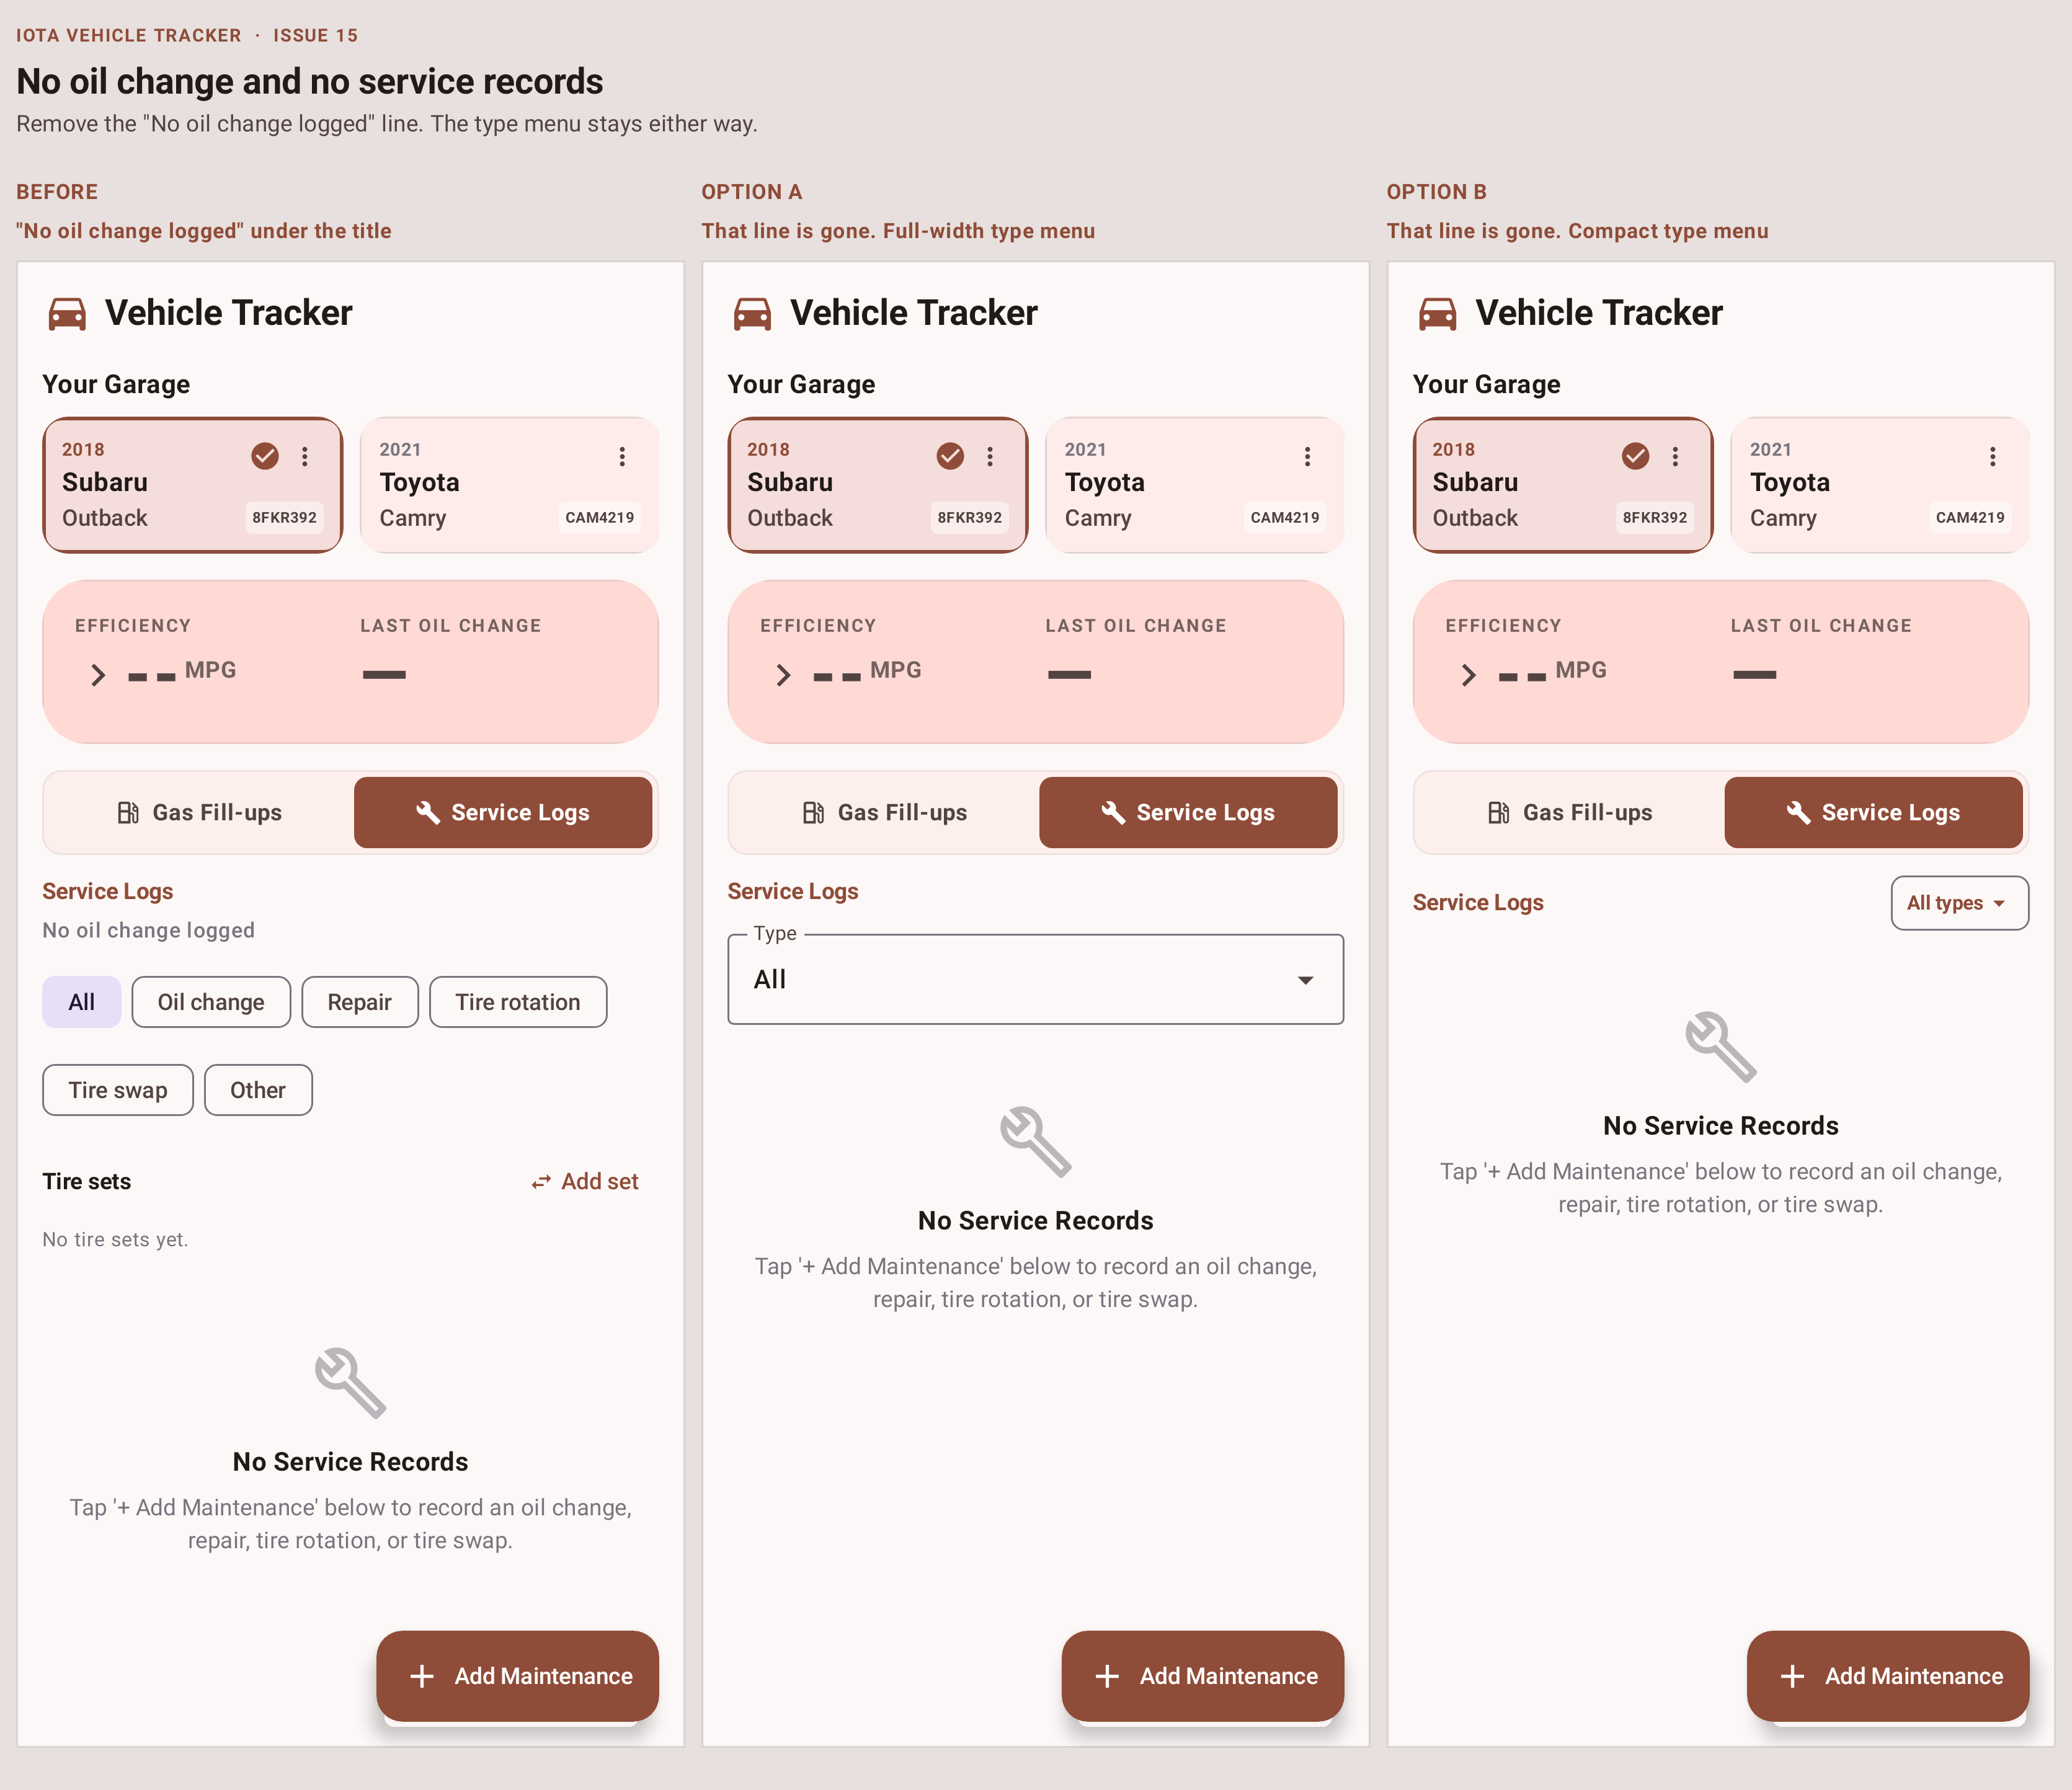 IOTA VEHICLE TRACKER · ISSUE 15
No oil change and no service records
Remove the "No oil change logged" line. The type menu stays either way.
BEFORE
"No oil change logged" under the title
Vehicle Tracker
Your Garage
2018
Subaru
Outback
8FKR392
2021
Toyota
Camry
CAM4219
EFFICIENCY
-- MPG
LAST OIL CHANGE
—
Gas Fill-ups
Service Logs
Service Logs
No oil change logged
All
Oil change
Repair
Tire rotation
Tire swap
Other
Tire sets
Add set
No tire sets yet.
No Service Records
Tap '+ Add Maintenance' below to record an oil change,
repair, tire rotation, or tire swap.
+ Add Maintenance
OPTION A
That line is gone. Full-width type menu
Vehicle Tracker
Your Garage
2018
Subaru
Outback
8FKR392
2021
Toyota
Camry
CAM4219
EFFICIENCY
-- MPG
LAST OIL CHANGE
—
Gas Fill-ups
Service Logs
Service Logs
Type
All
No Service Records
Tap '+ Add Maintenance' below to record an oil change,
repair, tire rotation, or tire swap.
+ Add Maintenance
OPTION B
That line is gone. Compact type menu
Vehicle Tracker
Your Garage
2018
Subaru
Outback
8FKR392
2021
Toyota
Camry
CAM4219
EFFICIENCY
-- MPG
LAST OIL CHANGE
—
Gas Fill-ups
Service Logs
Service Logs
All types
No Service Records
Tap '+ Add Maintenance' below to record an oil change,
repair, tire rotation, or tire swap.
+ Add Maintenance